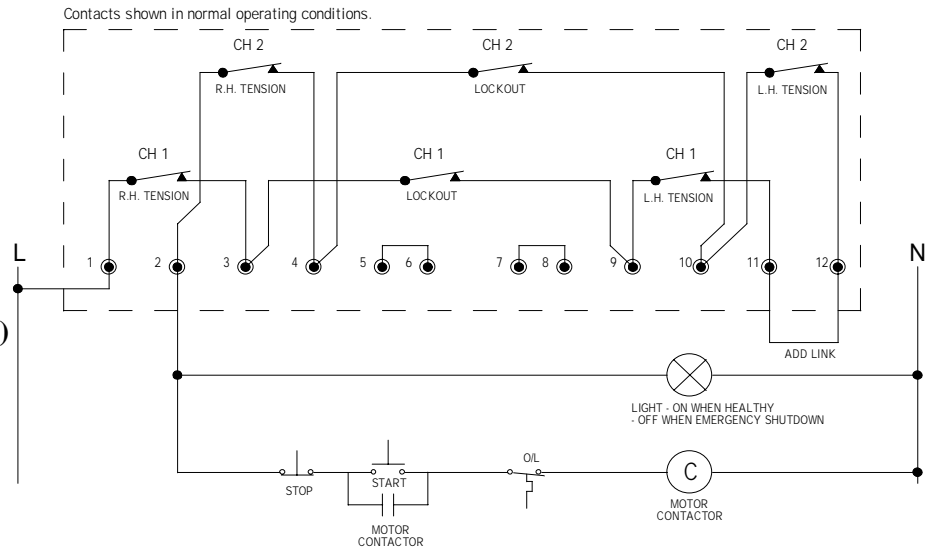 Contacts shown in normal operating conditions.
CH 2
CH 2
CH 2
R.H. TENSION
LOCKOUT
L.H. TENSION
CH 1
CH 1
CH 1
R.H. TENSION
LOCKOUT
L.H. TENSION
L
N
1 2 3 4 5 6 7 8 9 10 11 12
)
ADD LINK
LIGHT - ON WHEN HEALTHY
- OFF WHEN EMERGENCY SHUTDOWN
O/L
STOP
START
C
MOTOR
CONTACTOR
MOTOR
CONTACTOR